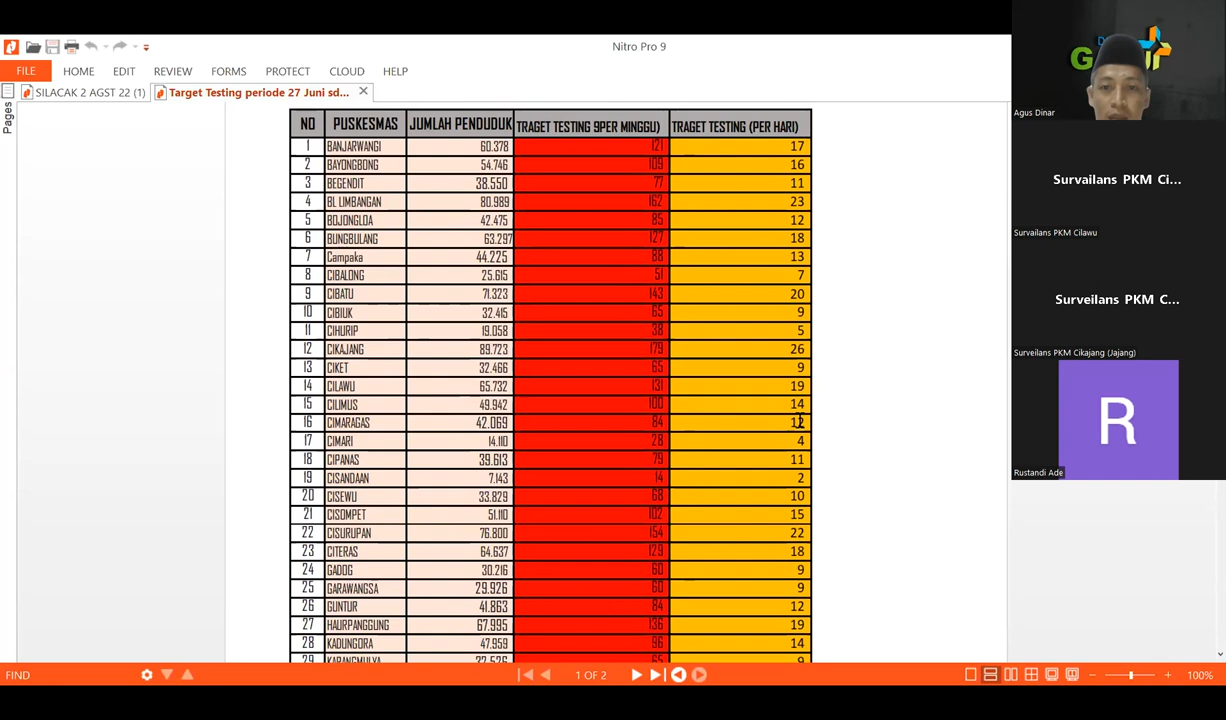 Nitro Pro 9
FILE HOME EDIT REVIEW FORMS PROTECT CLOUD HELP
SILACAK 2 AGST 22 (1) Target Testing periode 27 Juni sd...
Pages
NO PUSKESMAS JUMLAH PENDUDUK TRAGET TESTING 9PER MINGGU) TRAGET TESTING (PER HARI)
1 BANJARWANGI 60.378 121 17
2 BAYONGBONG 54.746 109 16
3 BEGENDIT 38.550 77 11
4 BL LIMBANGAN 80.989 162 23
5 BOJONGLOA 42.475 85 12
6 BUNGBULANG 63.297 127 18
7 Campaka 44.225 88 13
8 CIBALONG 25.615 51 7
9 CIBATU 71.323 143 20
10 CIBIUK 32.415 65 9
11 CIHURIP 19.058 38 5
12 CIKAJANG 89.723 179 26
13 CIKET 32.466 65 9
14 CILAWU 65.732 131 19
15 CILIMUS 49.942 100 14
16 CIMARAGAS 42.069 84 12
17 CIMARI 14.110 28 4
18 CIPANAS 39.613 79 11
19 CISANDAAN 7.143 14 2
20 CISEWU 33.829 68 10
21 CISOMPET 51.110 102 15
22 CISURUPAN 76.800 154 22
23 CITERAS 64.637 129 18
24 GADOG 30.216 60 9
25 GARAWANGSA 29.926 60 9
26 GUNTUR 41.863 84 12
27 HAURPANGGUNG 67.995 136 19
28 KADUNGORA 47.959 96 14
29 KARANGMULYA 65 9
FIND
1 OF 2
100%
Agus Dinar
Survailans PKM Ci...
Survailans PKM Cilawu
Surveilans PKM C...
Surveilans PKM Cikajang (Jajang)
R
Rustandi Ade